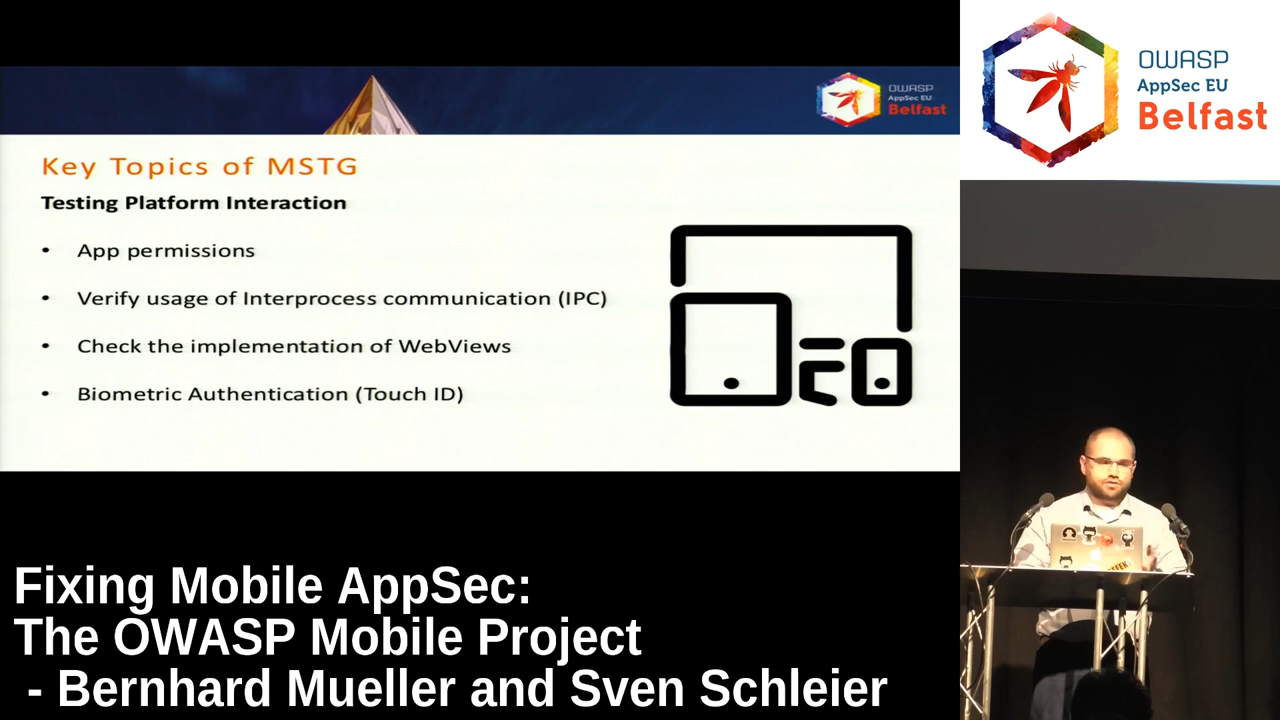 OWASP
AppSec EU
Belfast
Key Topics of MSTG
Testing Platform Interaction
• App permissions
• Verify usage of Interprocess communication (IPC)
• Check the implementation of WebViews
• Biometric Authentication (Touch ID)
OWASP
AppSec EU
Belfast
Fixing Mobile AppSec:
The OWASP Mobile Project
- Bernhard Mueller and Sven Schleier